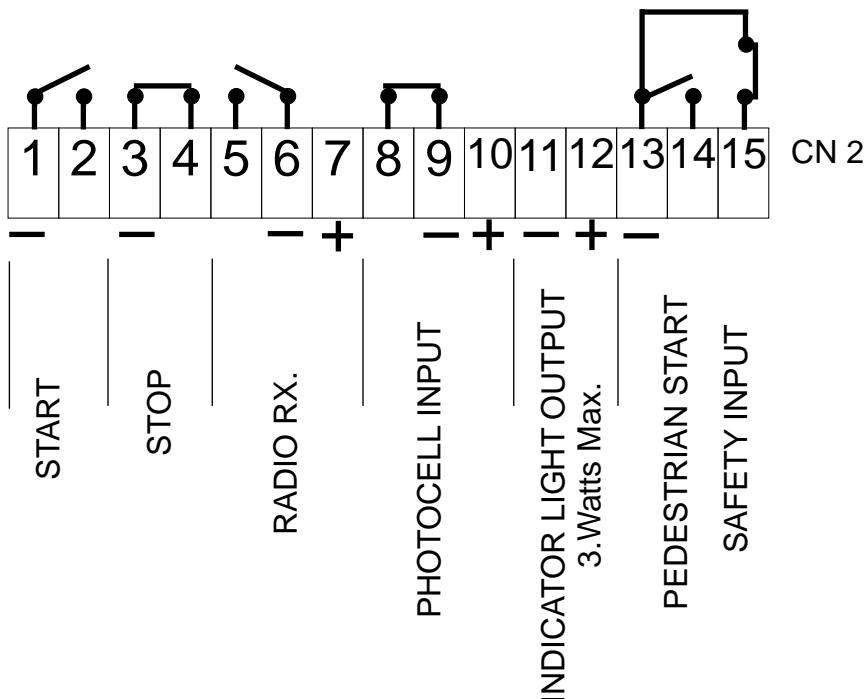 1 2 3 4 5 6 7 8 9 10 11 12 13 14 15 CN 2
− − − + − + − + −
START
STOP
RADIO RX.
PHOTOCELL INPUT
INDICATOR LIGHT OUTPUT
3.Watts Max.
PEDESTRIAN START
SAFETY INPUT